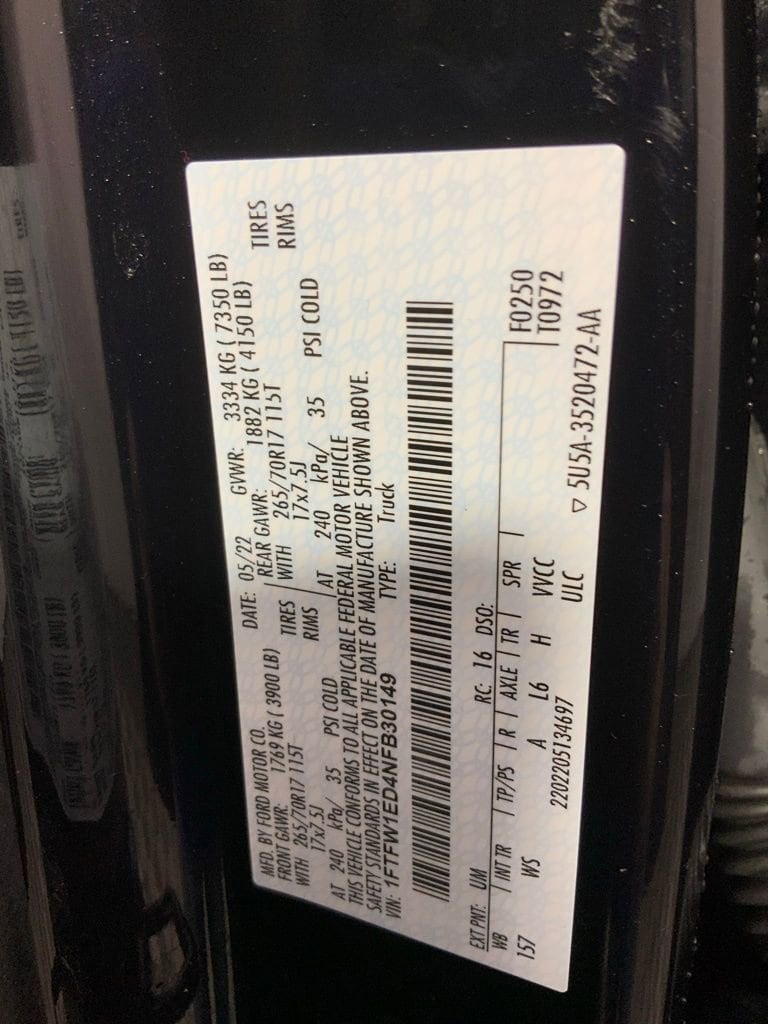 MFD. BY FORD MOTOR CO. DATE: 05/22 GVWR: 3334 KG ( 7350 LB)
FRONT GAWR: 1769 KG ( 3900 LB) REAR GAWR: 1882 KG ( 4150 LB)
WITH 265/70R17 115T TIRES WITH 265/70R17 115T TIRES
17x7.5J RIMS 17x7.5J RIMS
AT 240 kPa/ 35 PSI COLD AT 240 kPa/ 35 PSI COLD
THIS VEHICLE CONFORMS TO ALL APPLICABLE FEDERAL MOTOR VEHICLE
SAFETY STANDARDS IN EFFECT ON THE DATE OF MANUFACTURE SHOWN ABOVE.
VIN: 1FTFW1ED4NFB30149 TYPE: Truck
EXT PNT: UM RC: 16 DSO: F0250
WB INT TR TP/PS R AXLE TR SPR T0972
157 WS A L6 H VVCC
ULC
2202205134697 ▽ 5U5A-3520472-AA